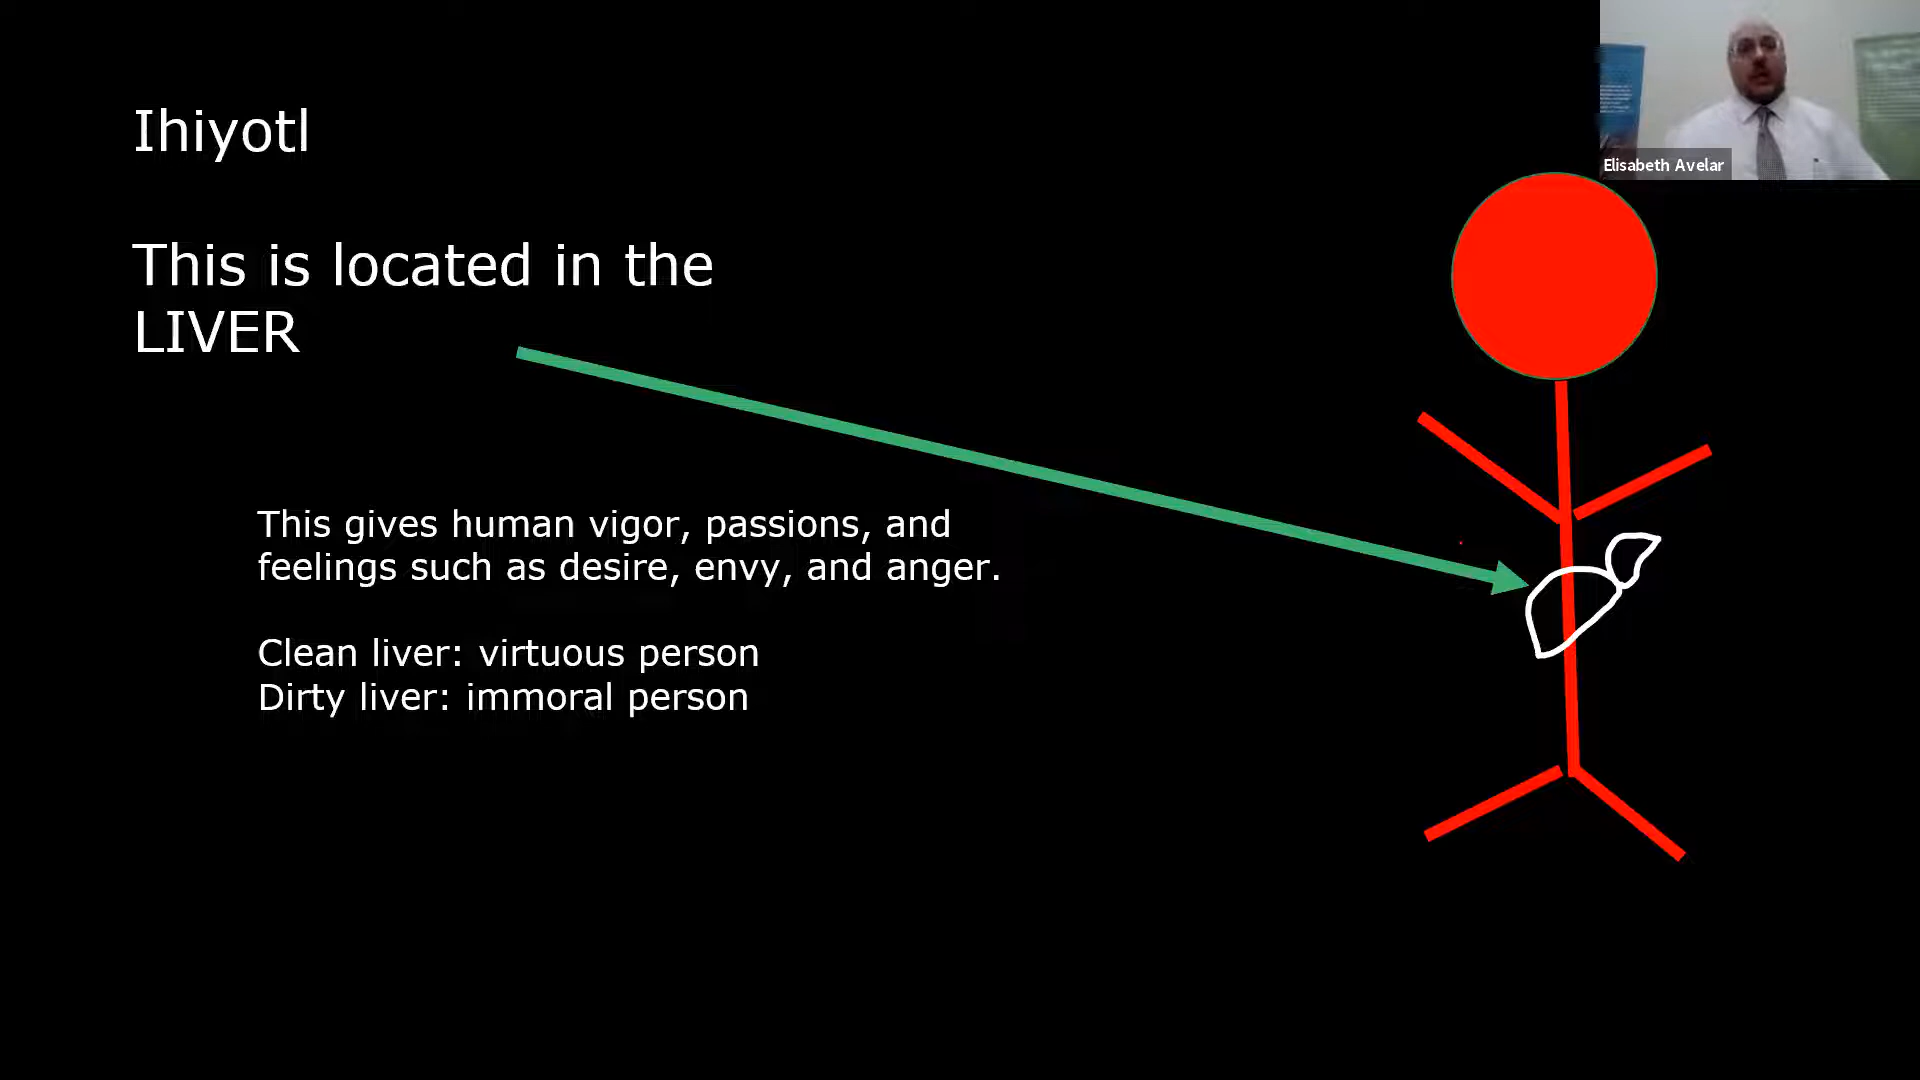 Ihiyotl
This is located in the
LIVER
This gives human vigor, passions, and
feelings such as desire, envy, and anger.
Clean liver: virtuous person
Dirty liver: immoral person
Elisabeth Avelar